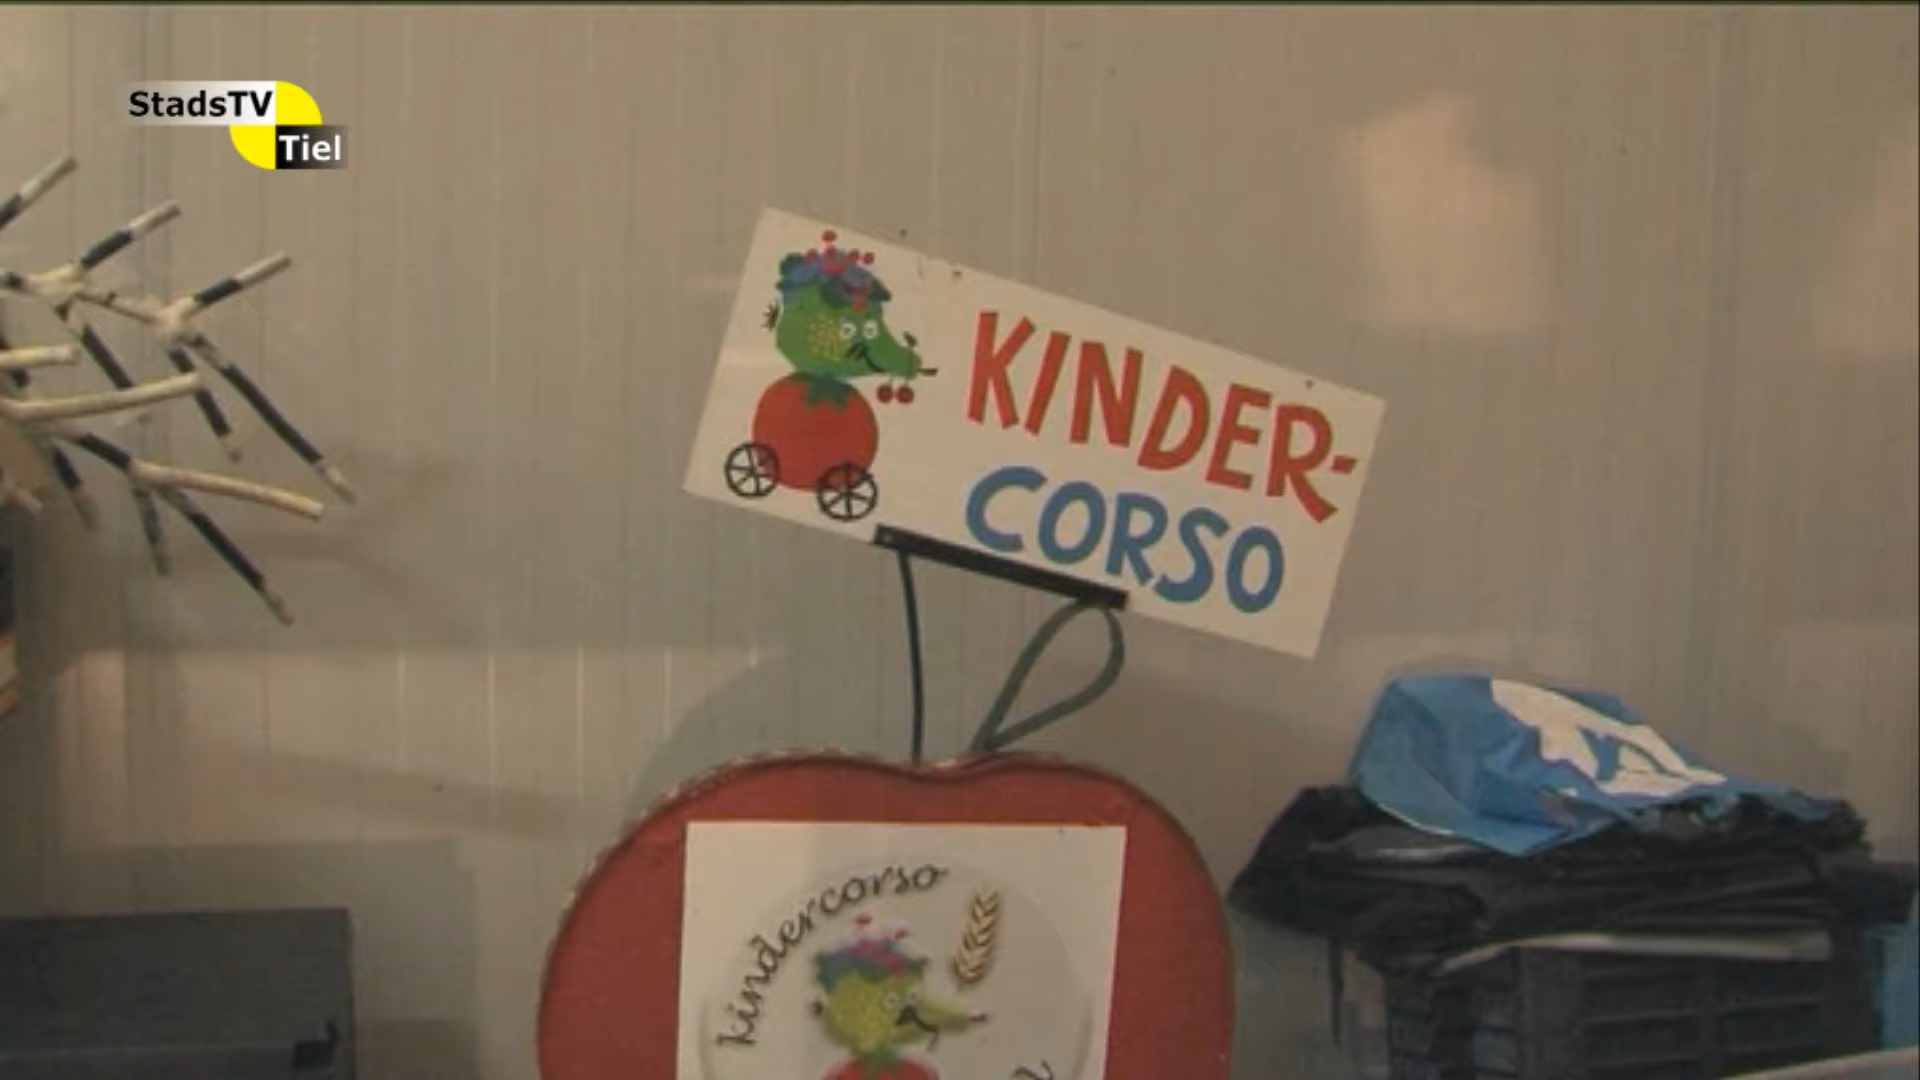 StadsTV
Tiel
KINDER-
CORSO
kindercorso